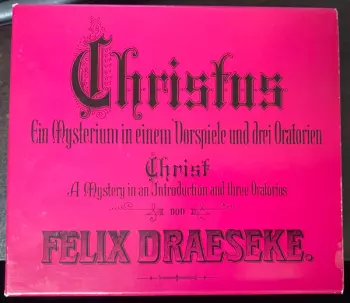 Christus
Ein Mysterium in einem Vorspiele und drei Oratorien
Christ
A Mystery in an Introduction and three Oratorios
von
FELIX DRAESEKE.